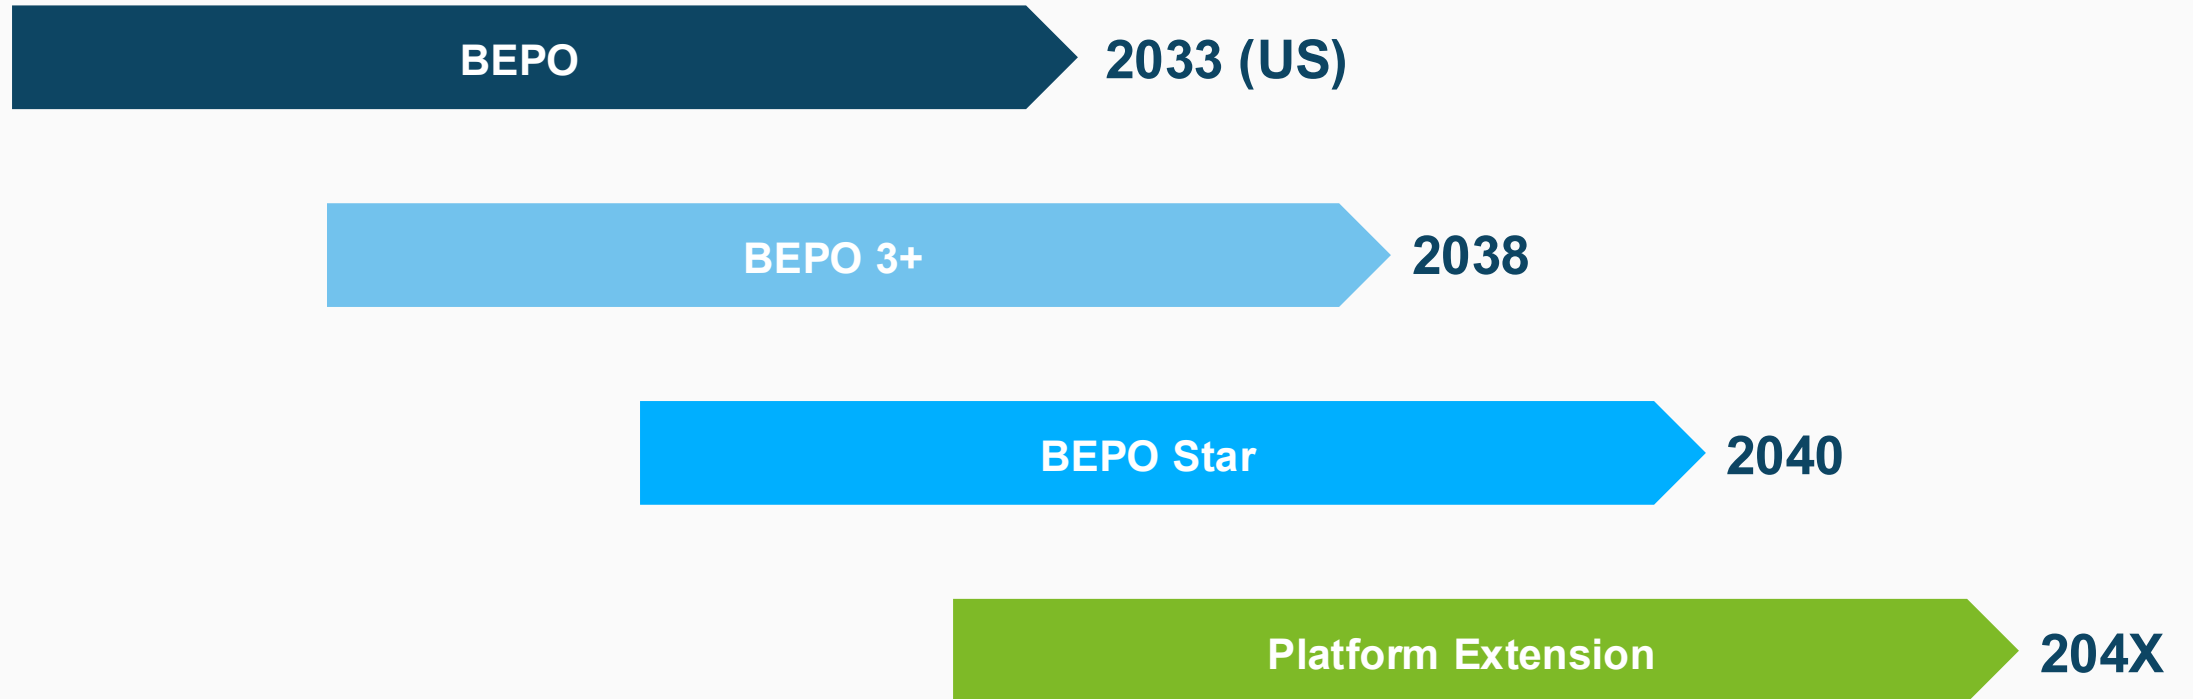 BEPO
2033 (US)
BEPO 3+
2038
BEPO Star
2040
Platform Extension
204X